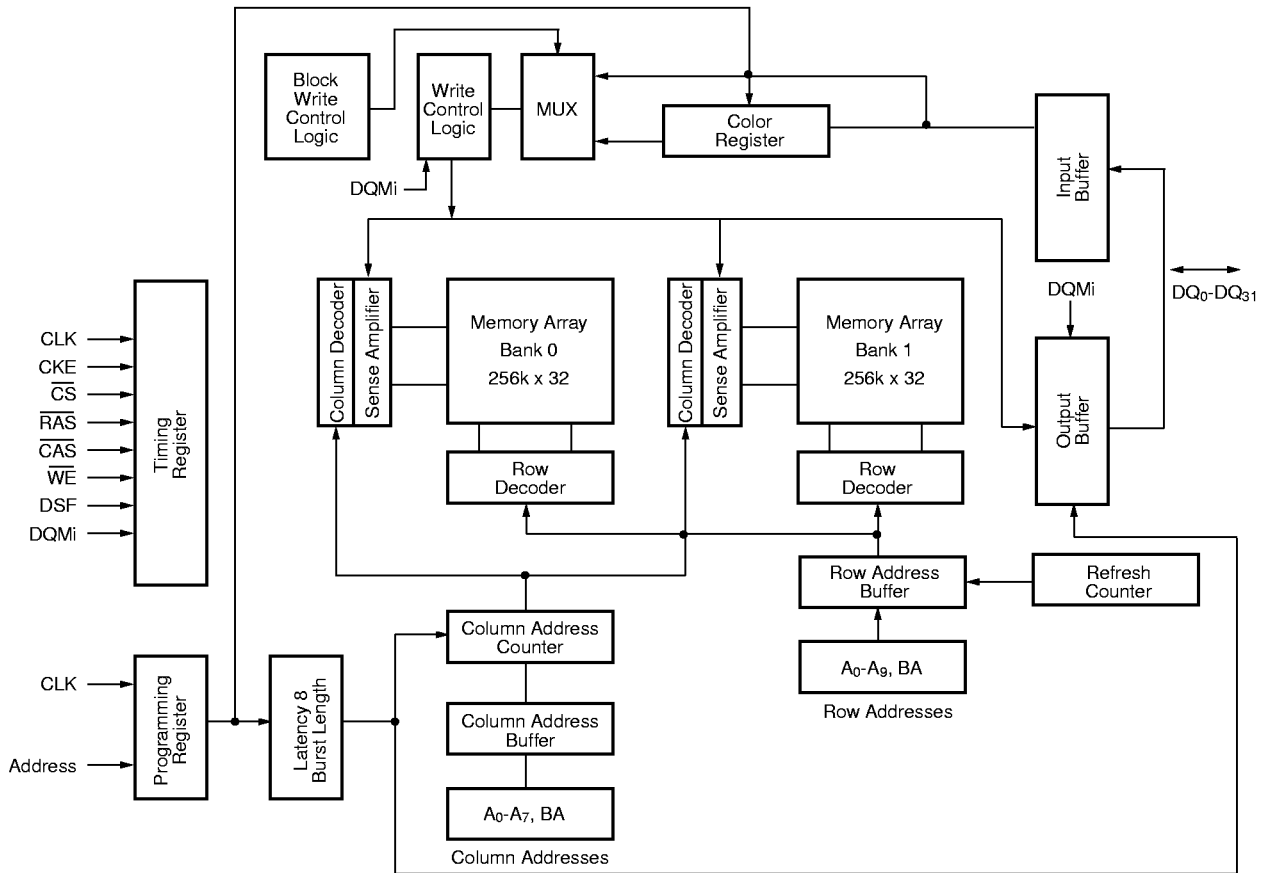 Block
Write
Control
Logic
Write
Control
Logic
MUX
Color
Register
Input
Buffer
DQMi
DQ0-DQ31
DQMi
Output
Buffer
Column Decoder
Sense Amplifier
Memory Array
Bank 0
256k x 32
Column Decoder
Sense Amplifier
Memory Array
Bank 1
256k x 32
Row
Decoder
Row
Decoder
CLK
CKE
C̅S̅
R̅A̅S̅
C̅A̅S̅
W̅E̅
DSF
DQMi
Timing
Register
Row Address
Buffer
Refresh
Counter
A0-A9, BA
Row Addresses
Column Address
Counter
Column Address
Buffer
A0-A7, BA
Column Addresses
CLK
Address
Programming
Register
Latency 8
Burst Length